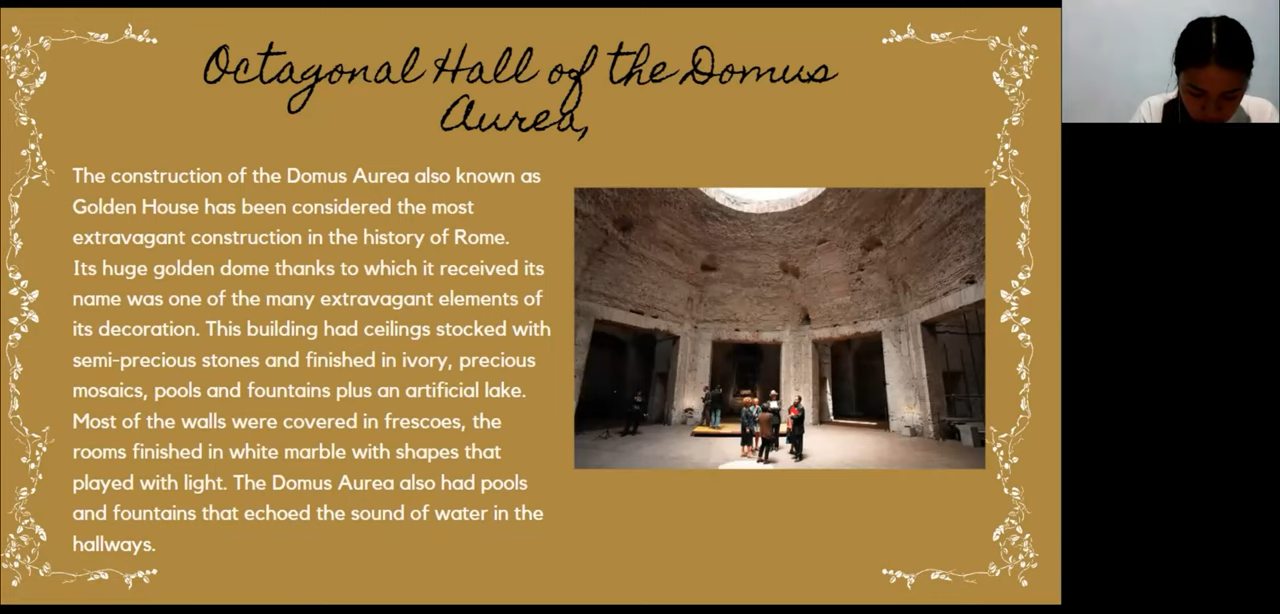 Octagonal Hall of the Domus
Aurea,
The construction of the Domus Aurea also known as
Golden House has been considered the most
extravagant construction in the history of Rome.
Its huge golden dome thanks to which it received its
name was one of the many extravagant elements of
its decoration. This building had ceilings stocked with
semi-precious stones and finished in ivory, precious
mosaics, pools and fountains plus an artificial lake.
Most of the walls were covered in frescoes, the
rooms finished in white marble with shapes that
played with light. The Domus Aurea also had pools
and fountains that echoed the sound of water in the
hallways.